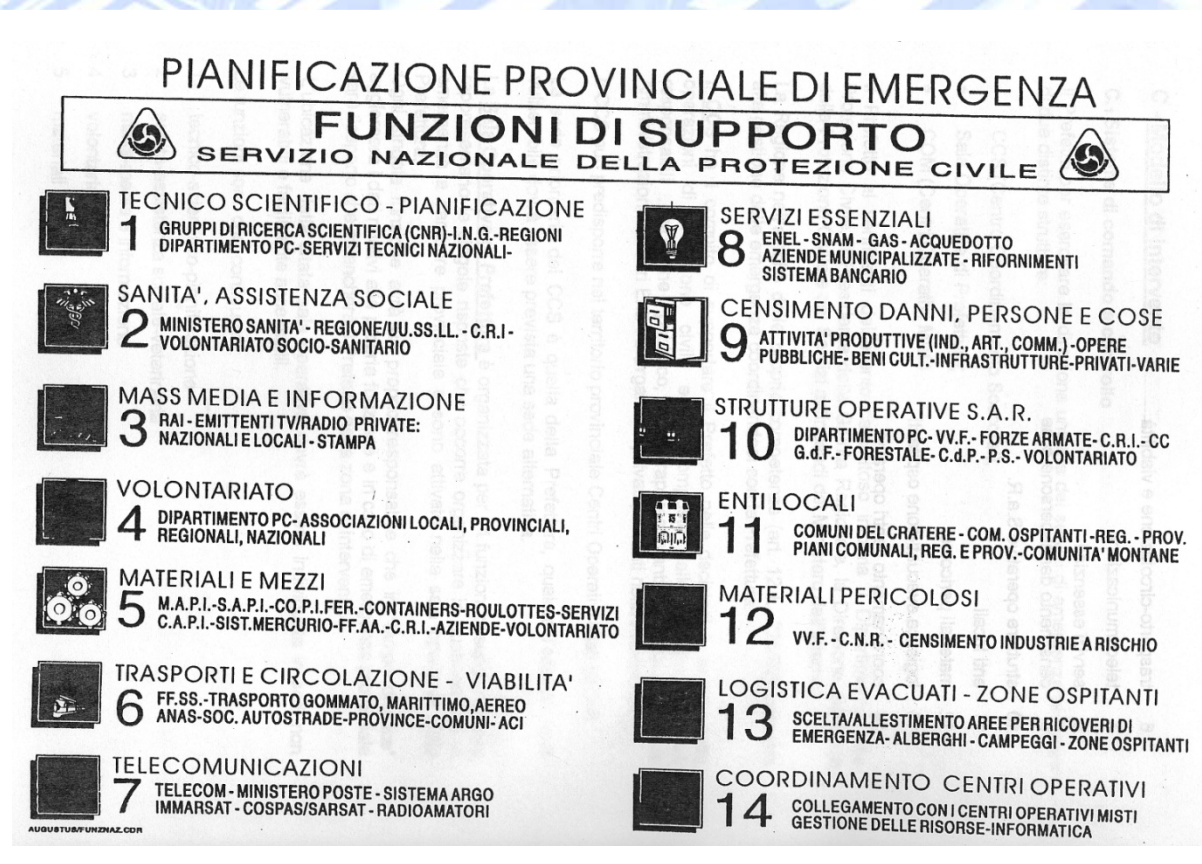 PIANIFICAZIONE PROVINCIALE DI EMERGENZA
FUNZIONI DI SUPPORTO
SERVIZIO NAZIONALE DELLA PROTEZIONE CIVILE
TECNICO SCIENTIFICO - PIANIFICAZIONE
1 GRUPPI DI RICERCA SCIENTIFICA (CNR)-I.N.G.-REGIONI
DIPARTIMENTO PC- SERVIZI TECNICI NAZIONALI-
SANITA', ASSISTENZA SOCIALE
2 MINISTERO SANITA' - REGIONE/UU.SS.LL. - C.R.I -
VOLONTARIATO SOCIO-SANITARIO
MASS MEDIA E INFORMAZIONE
3 RAI - EMITTENTI TV/RADIO PRIVATE:
NAZIONALI E LOCALI - STAMPA
VOLONTARIATO
4 DIPARTIMENTO PC- ASSOCIAZIONI LOCALI, PROVINCIALI,
REGIONALI, NAZIONALI
MATERIALI E MEZZI
5 M.A.P.I.-S.A.P.I.-CO.P.I.FER.-CONTAINERS-ROULOTTES-SERVIZI
C.A.P.I.-SIST.MERCURIO-FF.AA.-C.R.I.-AZIENDE-VOLONTARIATO
TRASPORTI E CIRCOLAZIONE - VIABILITA'
6 FF.SS.-TRASPORTO GOMMATO, MARITTIMO,AEREO
ANAS-SOC. AUTOSTRADE-PROVINCE-COMUNI- ACI
TELECOMUNICAZIONI
7 TELECOM - MINISTERO POSTE - SISTEMA ARGO
IMMARSAT - COSPAS/SARSAT - RADIOAMATORI
AUGUSTUS/FUNZNAZ.CDR
SERVIZI ESSENZIALI
8 ENEL - SNAM - GAS - ACQUEDOTTO
AZIENDE MUNICIPALIZZATE - RIFORNIMENTI
SISTEMA BANCARIO
CENSIMENTO DANNI, PERSONE E COSE
9 ATTIVITA' PRODUTTIVE (IND., ART., COMM.) -OPERE
PUBBLICHE- BENI CULT.-INFRASTRUTTURE-PRIVATI-VARIE
STRUTTURE OPERATIVE S.A.R.
10 DIPARTIMENTO PC- VV.F. - FORZE ARMATE- C.R.I.- CC
G.d.F.- FORESTALE- C.d.P.- P.S.- VOLONTARIATO
ENTI LOCALI
11 COMUNI DEL CRATERE - COM. OSPITANTI -REG. - PROV.
PIANI COMUNALI, REG. E PROV.-COMUNITA' MONTANE
MATERIALI PERICOLOSI
12 VV.F. - C.N.R. - CENSIMENTO INDUSTRIE A RISCHIO
LOGISTICA EVACUATI - ZONE OSPITANTI
13 SCELTA/ALLESTIMENTO AREE PER RICOVERI DI
EMERGENZA- ALBERGHI - CAMPEGGI - ZONE OSPITANTI
COORDINAMENTO CENTRI OPERATIVI
14 COLLEGAMENTO CON I CENTRI OPERATIVI MISTI
GESTIONE DELLE RISORSE-INFORMATICA